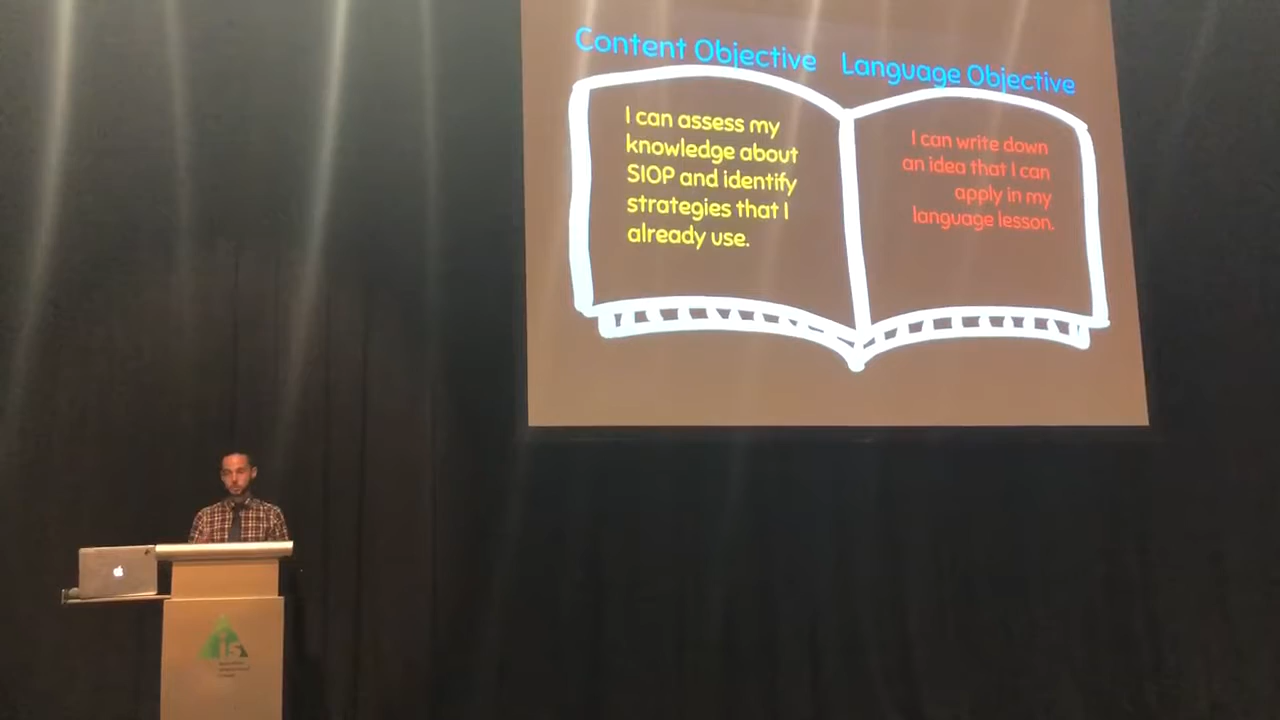 Content Objective
Language Objective
I can assess my
knowledge about
SIOP and identify
strategies that I
already use.
I can write down
an idea that I can
apply in my
language lesson.
is